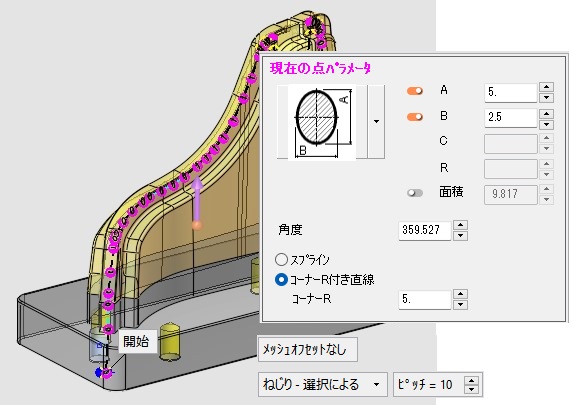 現在の点ﾊﾟﾗﾒｰﾀ
A
B
A 5.
B 2.5
C
R
面積 9.817
角度 359.527
スプライン
コーナーR付き直線
コーナーR 5.
開始
メッシュオフセットなし
ねじり - 選択による ﾋﾟｯﾁ = 10